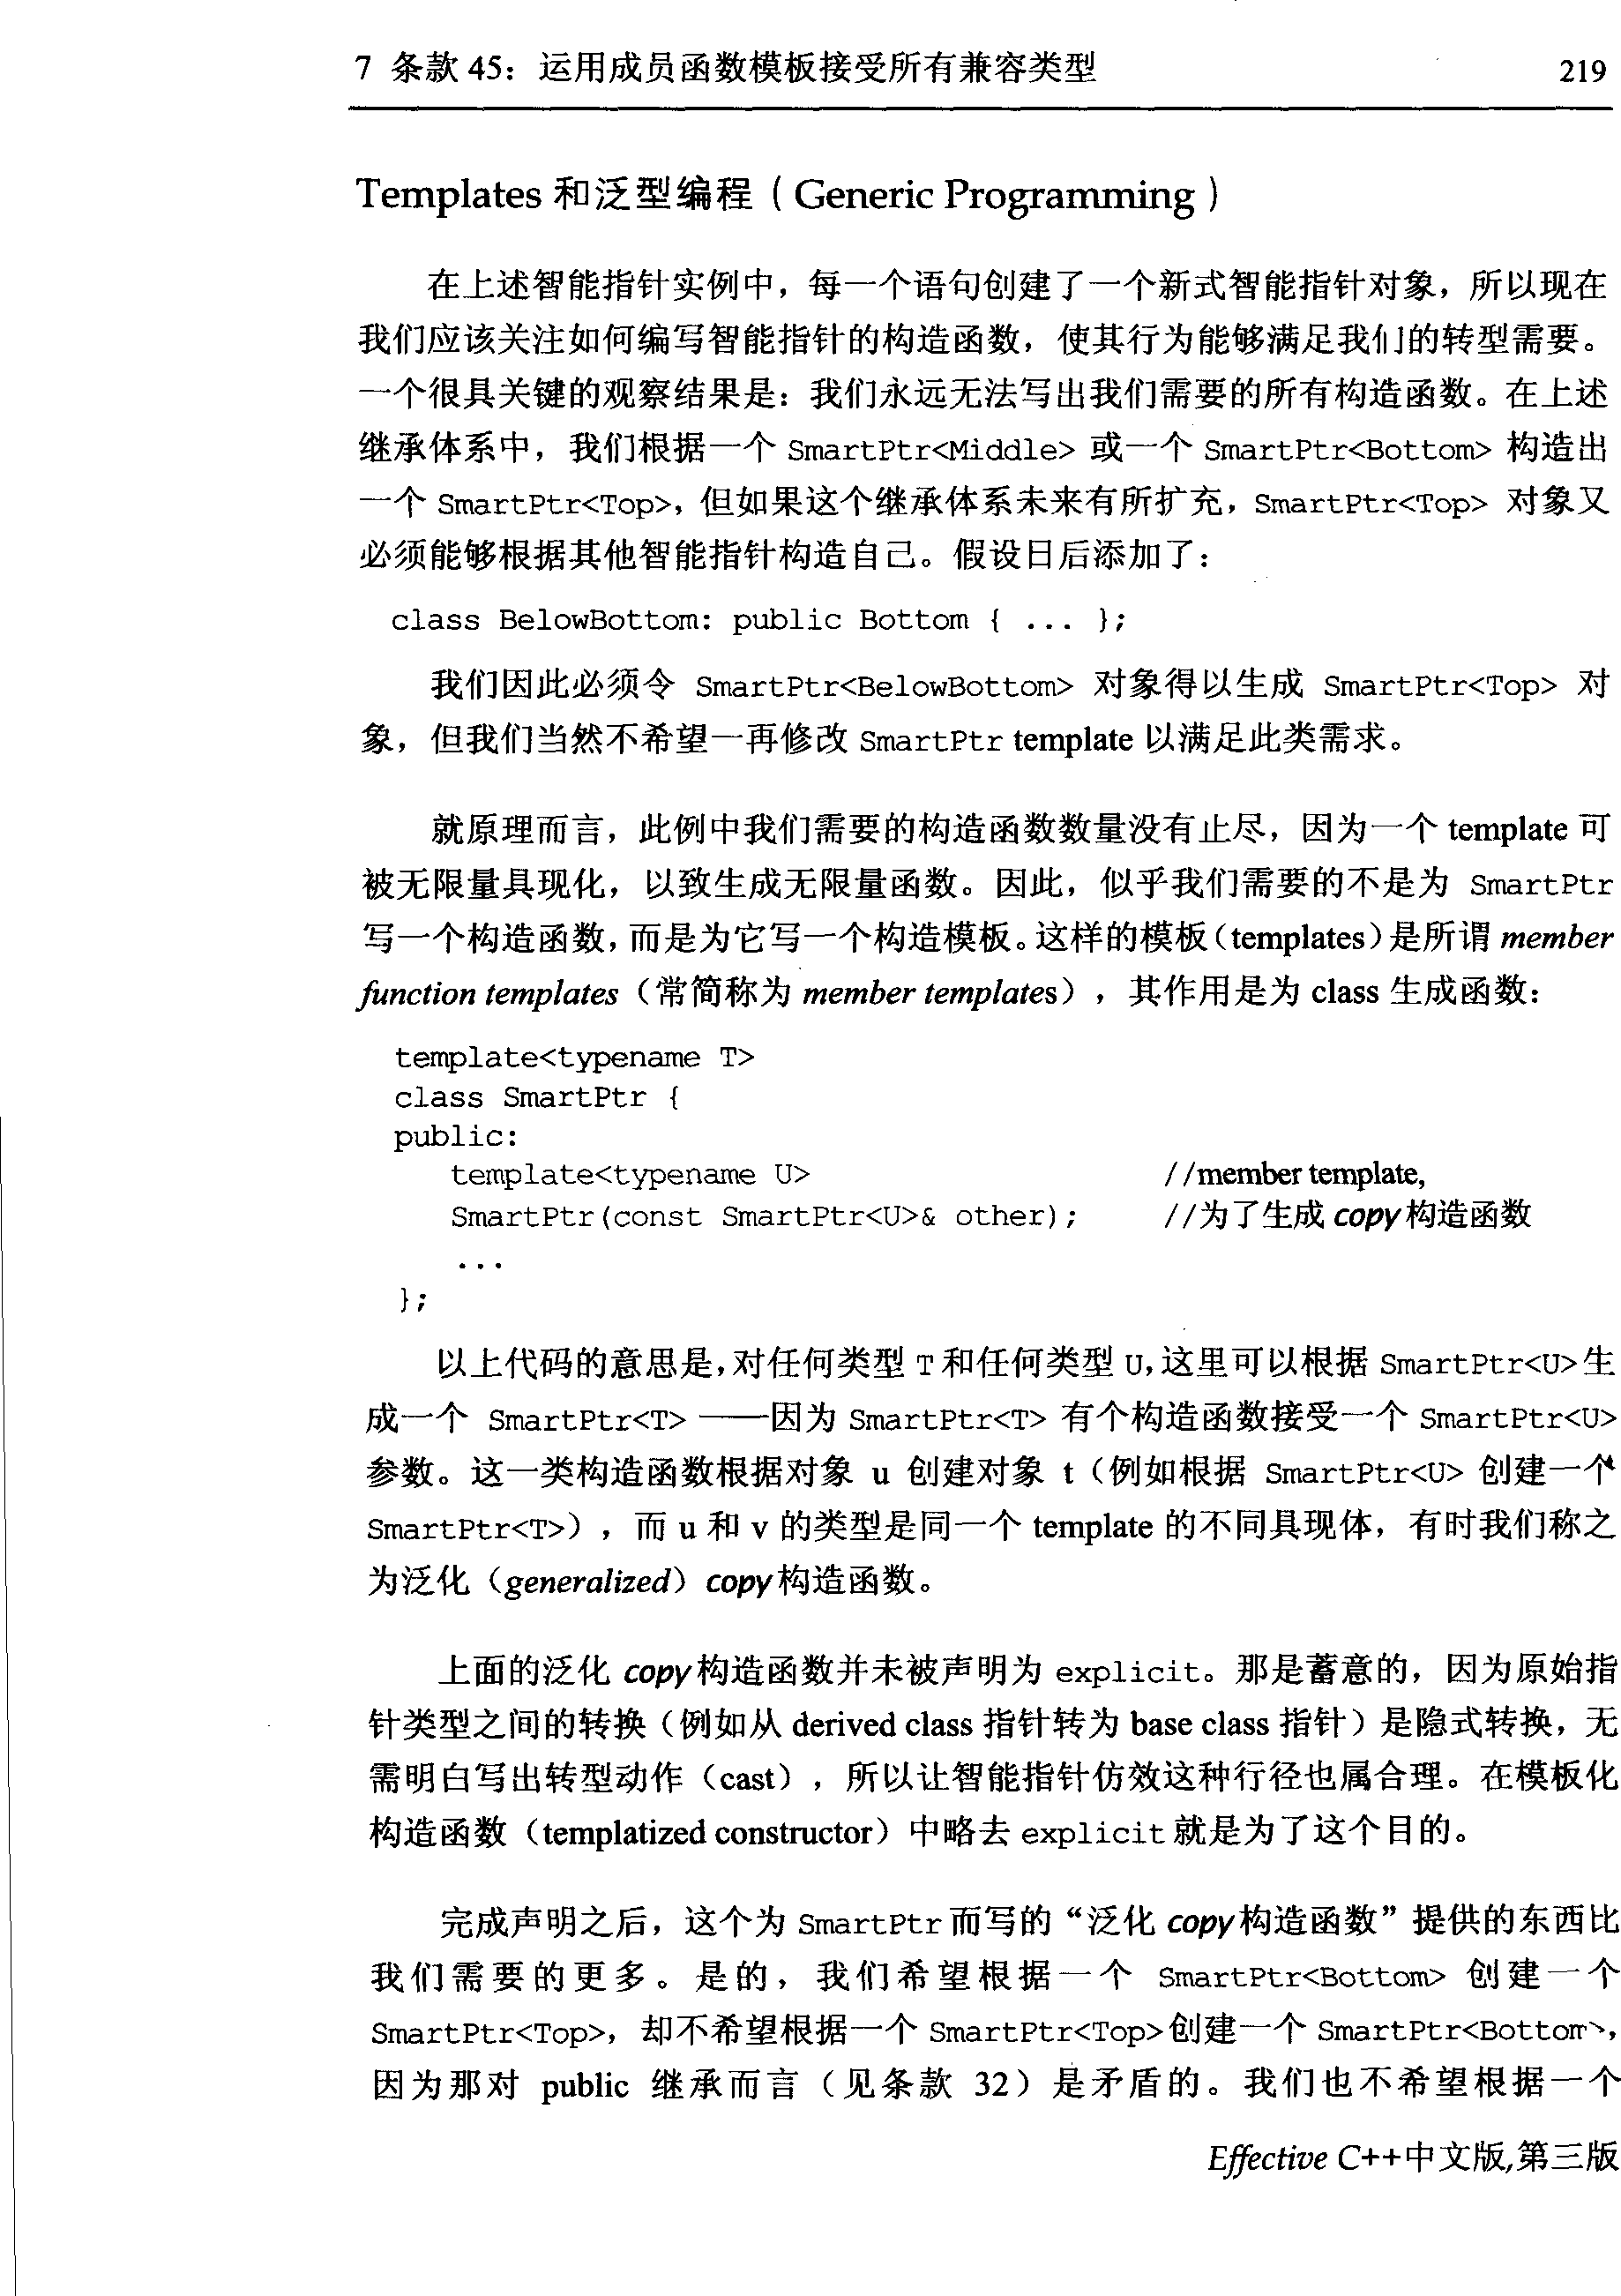 7 条款 45：运用成员函数模板接受所有兼容类型 219
Templates 和泛型编程（Generic Programming）
在上述智能指针实例中，每一个语句创建了一个新式智能指针对象，所以现在
我们应该关注如何编写智能指针的构造函数，使其行为能够满足我们的转型需要。
一个很具关键的观察结果是：我们永远无法写出我们需要的所有构造函数。在上述
继承体系中，我们根据一个 SmartPtr<Middle> 或一个 SmartPtr<Bottom> 构造出
一个 SmartPtr<Top>，但如果这个继承体系未来有所扩充，SmartPtr<Top> 对象又
必须能够根据其他智能指针构造自己。假设日后添加了：
class BelowBottom: public Bottom { ... };
我们因此必须令 SmartPtr<BelowBottom> 对象得以生成 SmartPtr<Top> 对
象，但我们当然不希望一再修改 SmartPtr template 以满足此类需求。
就原理而言，此例中我们需要的构造函数数量没有止尽，因为一个 template 可
被无限量具现化，以致生成无限量函数。因此，似乎我们需要的不是为 SmartPtr
写一个构造函数，而是为它写一个构造模板。这样的模板（templates）是所谓 member
function templates（常简称为 member templates），其作用是为 class 生成函数：
template<typename T>
class SmartPtr {
public:
template<typename U> //member template,
SmartPtr(const SmartPtr<U>& other); //为了生成 copy 构造函数
...
};
以上代码的意思是，对任何类型 T 和任何类型 U，这里可以根据 SmartPtr<U> 生
成一个 SmartPtr<T> ——因为 SmartPtr<T> 有个构造函数接受一个 SmartPtr<U>
参数。这一类构造函数根据对象 u 创建对象 t（例如根据 SmartPtr<U> 创建一个
SmartPtr<T>），而 u 和 v 的类型是同一个 template 的不同具现体，有时我们称之
为泛化（generalized）copy 构造函数。
上面的泛化 copy 构造函数并未被声明为 explicit。那是蓄意的，因为原始指
针类型之间的转换（例如从 derived class 指针转为 base class 指针）是隐式转换，无
需明白写出转型动作（cast），所以让智能指针仿效这种行径也属合理。在模板化
构造函数（templatized constructor）中略去 explicit 就是为了这个目的。
完成声明之后，这个为 SmartPtr 而写的“泛化 copy 构造函数”提供的东西比
我们需要的更多。是的，我们希望根据一个 SmartPtr<Bottom> 创建一个
SmartPtr<Top>，却不希望根据一个 SmartPtr<Top> 创建一个 SmartPtr<Bottom>，
因为那对 public 继承而言（见条款 32）是矛盾的。我们也不希望根据一个
Effective C++中文版,第三版